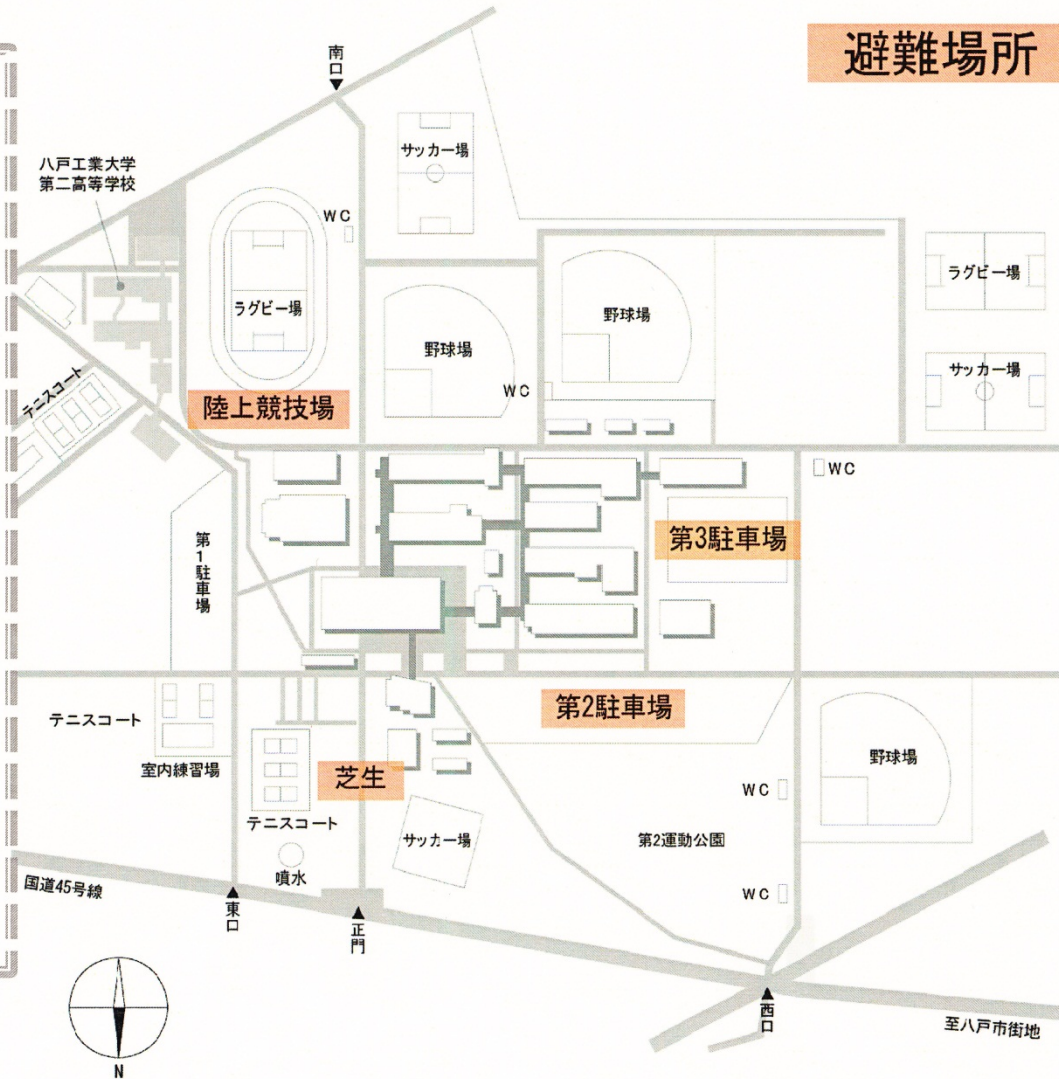 避難場所
南口
八戸工業大学
第二高等学校
サッカー場
WC
ラグビー場
ラグビー場
野球場
野球場
サッカー場
WC
テニスコート
陸上競技場
WC
第1駐車場
第3駐車場
テニスコート
室内練習場
第2駐車場
芝生
野球場
WC
テニスコート
サッカー場
第2運動公園
噴水
国道45号線
WC
東口
正門
西口
至八戸市街地
N